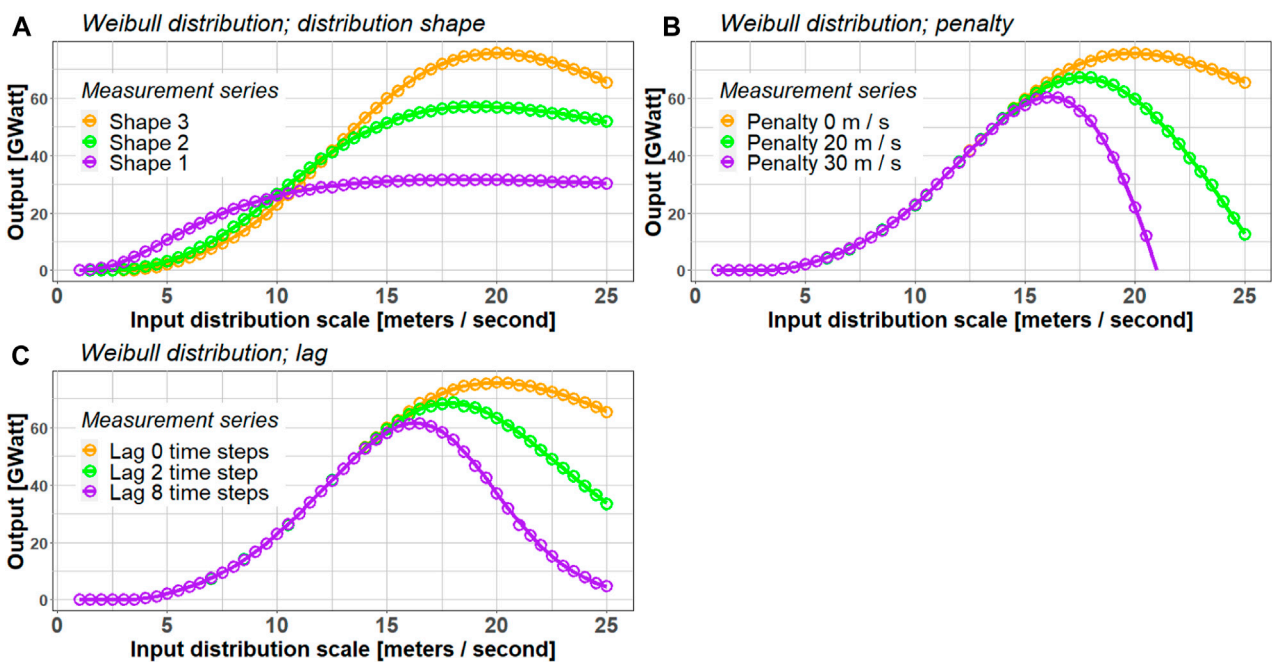 A
Weibull distribution; distribution shape
Output [GWatt]
60
40
20
0
Measurement series
Shape 3
Shape 2
Shape 1
0 5 10 15 20 25
Input distribution scale [meters / second]
B
Weibull distribution; penalty
Ouput [GWatt]
60
40
20
0
Measurement series
Penalty 0 m / s
Penalty 20 m / s
Penalty 30 m / s
0 5 10 15 20 25
Input distribution scale [meters / second]
C
Weibull distribution; lag
Output [GWatt]
60
40
20
0
Measurement series
Lag 0 time steps
Lag 2 time step
Lag 8 time steps
0 5 10 15 20 25
Input distribution scale [meters / second]